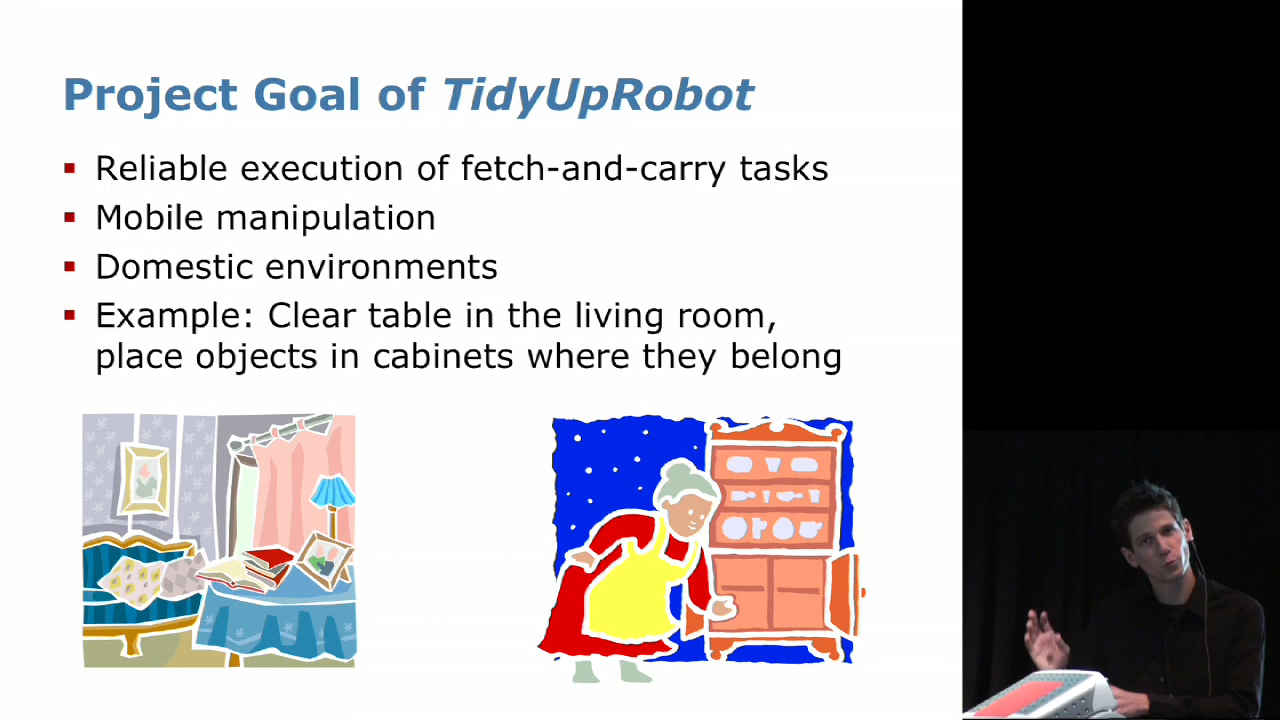 Project Goal of TidyUpRobot
▪ Reliable execution of fetch-and-carry tasks
▪ Mobile manipulation
▪ Domestic environments
▪ Example: Clear table in the living room,
place objects in cabinets where they belong